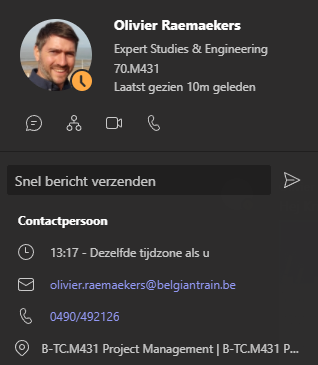 Olivier Raemaekers
Expert Studies & Engineering
70.M431
Laatst gezien 10m geleden
Snel bericht verzenden
Contactpersoon
13:17 - Dezelfde tijdzone als u
olivier.raemaekers@belgiantrain.be
0490/492126
B-TC.M431 Project Management | B-TC.M431 P...